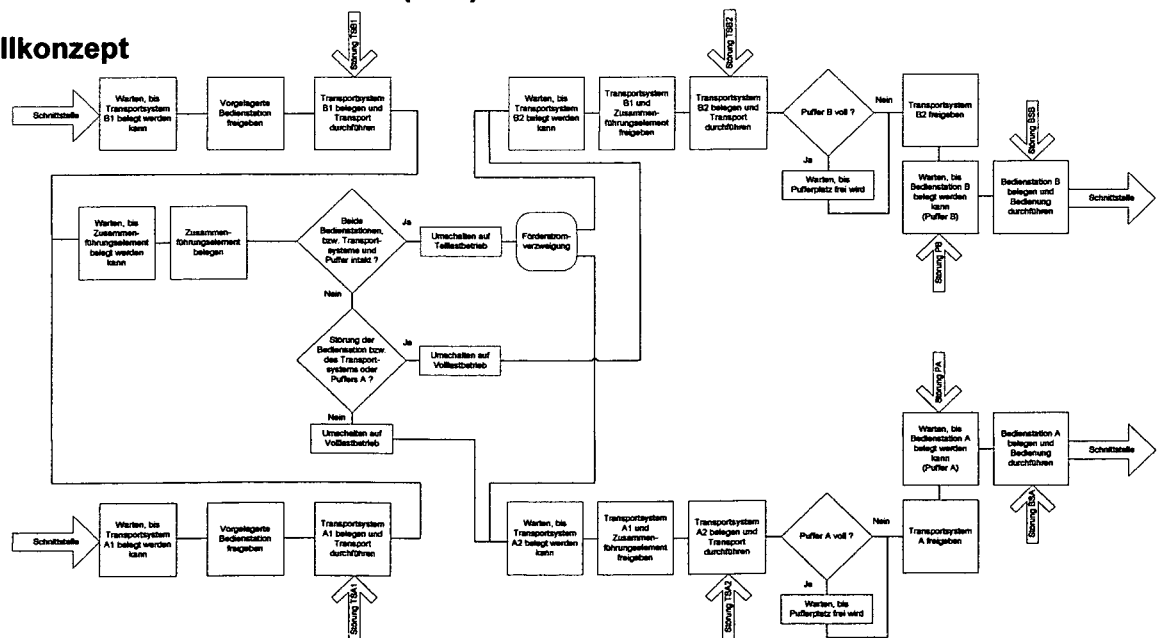 llkonzept
Störung TSB1
Störung TSB2
Schnittstelle
Warten, bis
Transportsystem
B1 belegt werden
kann
Vorgelagerte
Bedienstation
freigeben
Transportsystem
B1 belegen und
Transport
durchführen
Warten, bis
Transportsystem
B2 belegt werden
kann
Transportsystem
B1 und
Zusammen-
führungselement
freigeben
Transportsystem
B2 belegen und
Transport
durchführen
Puffer B voll ?
Nein
Ja
Warten, bis
Pufferplatz frei wird
Transportsystem
B2 freigeben
Warten, bis
Bedienstation B
belegt werden
kann
(Puffer B)
Störung PB
Störung BSB
Bedienstation B
belegen und
Bedienung
durchführen
Schnittstelle
Warten, bis
Zusammen-
führungselement
belegt werden
kann
Zusammen-
führungselement
belegen
Beide
Bedienstationen,
bzw. Transport-
systeme und
Puffer intakt ?
Ja
Umschalten auf
Teillastbetrieb
Förderstrom-
verzweigung
Nein
Störung der
Bediensation bzw.
des Transport-
systems oder
Puffers A ?
Ja
Umschalten auf
Volllastbetrieb
Nein
Umschalten auf
Volllastbetrieb
Störung PA
Warten, bis
Bedienstation A
belegt werden
kann
(Puffer A)
Bedienstation A
belegen und
Bedienung
durchführen
Schnittstelle
Störung BSA
Schnittstelle
Warten, bis
Transportsystem
A1 belegt werden
kann
Vorgelagerte
Bedienstation
freigeben
Transportsystem
A1 belegen und
Transport
durchführen
Störung TSA1
Warten, bis
Transportsystem
A2 belegt werden
kann
Transportsystem
A1 und
Zusammen-
führungselement
freigeben
Transportsystem
A2 belegen und
Transport
durchführen
Störung TSA2
Puffer A voll ?
Nein
Ja
Warten, bis
Pufferplatz frei wird
Transportsystem
A freigeben